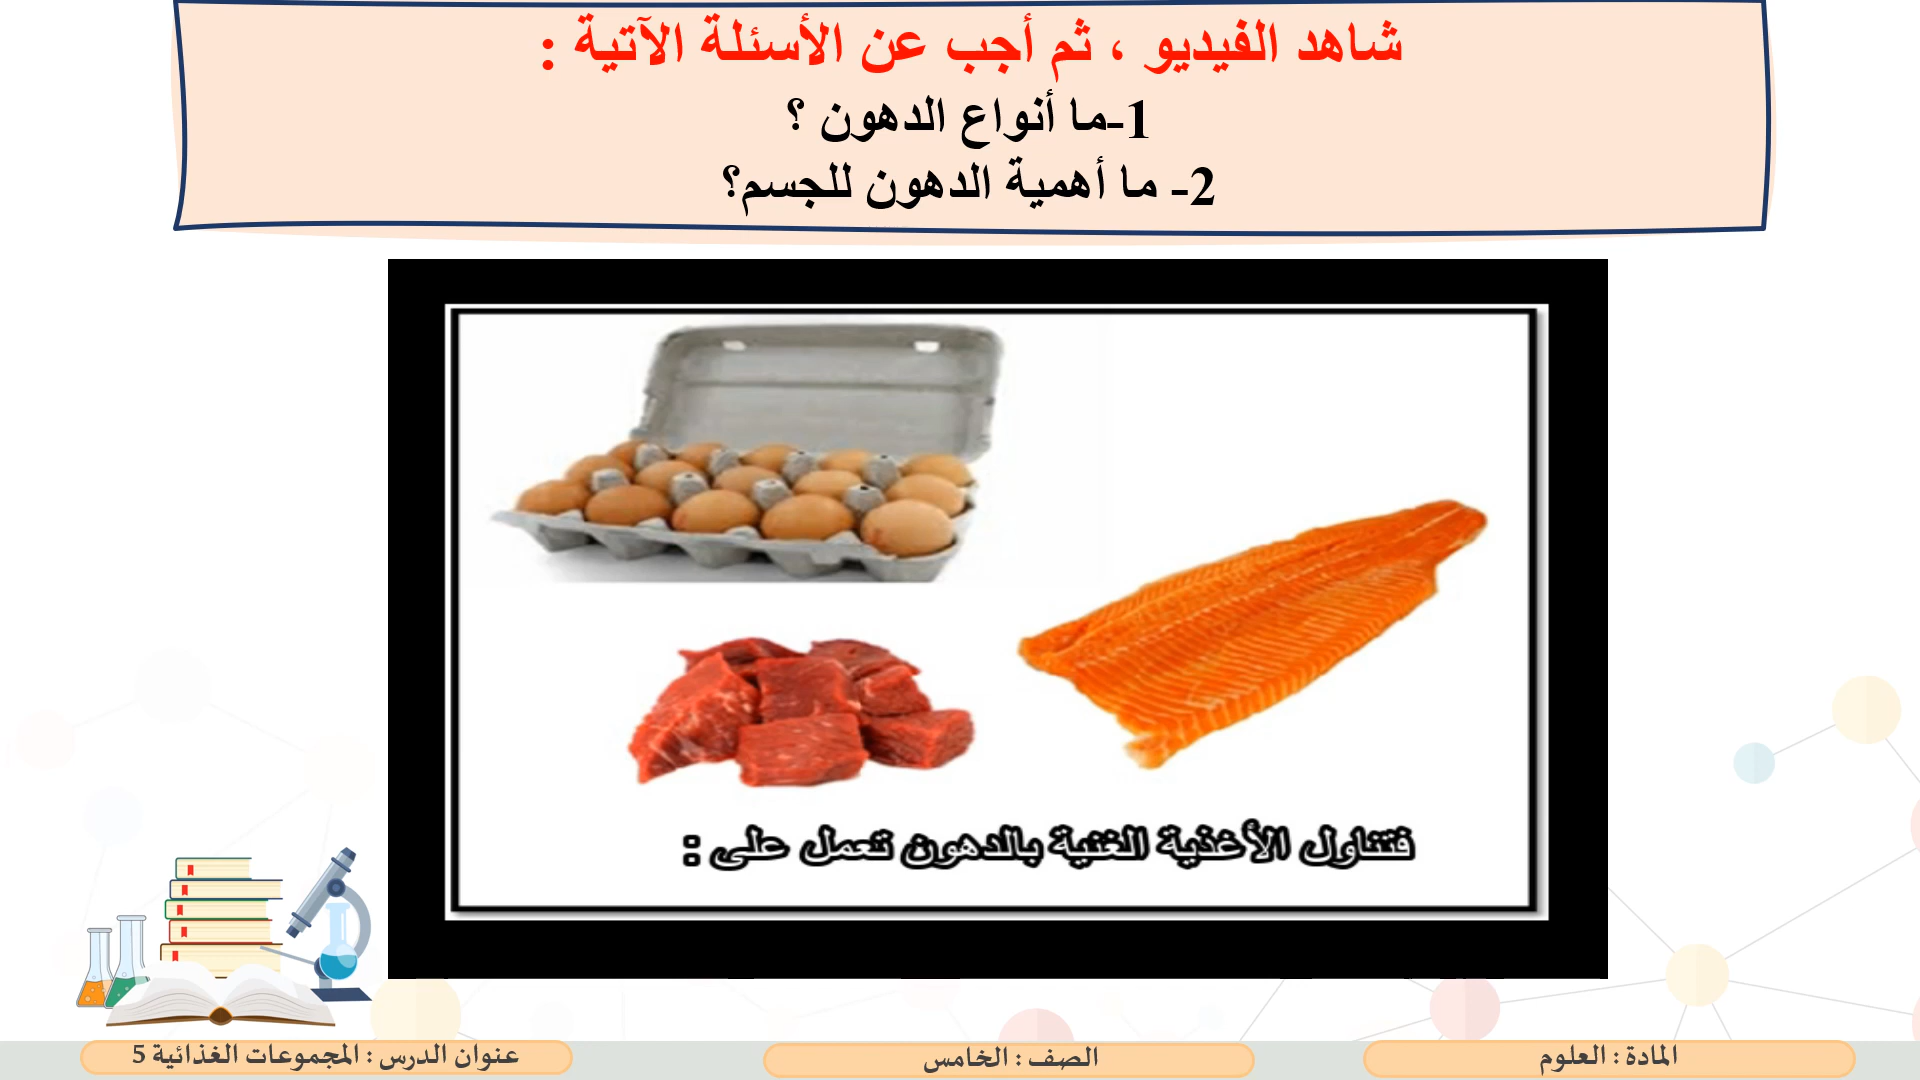 شاهد الفيديو ، ثم أجب عن الأسئلة الآتية :
1-ما أنواع الدهون ؟
2- ما أهمية الدهون للجسم؟
فتناول الأغذية الغنية بالدهون تعمل على :
المادة : العلوم
الصف : الخامس
عنوان الدرس : المجموعات الغذائية 5